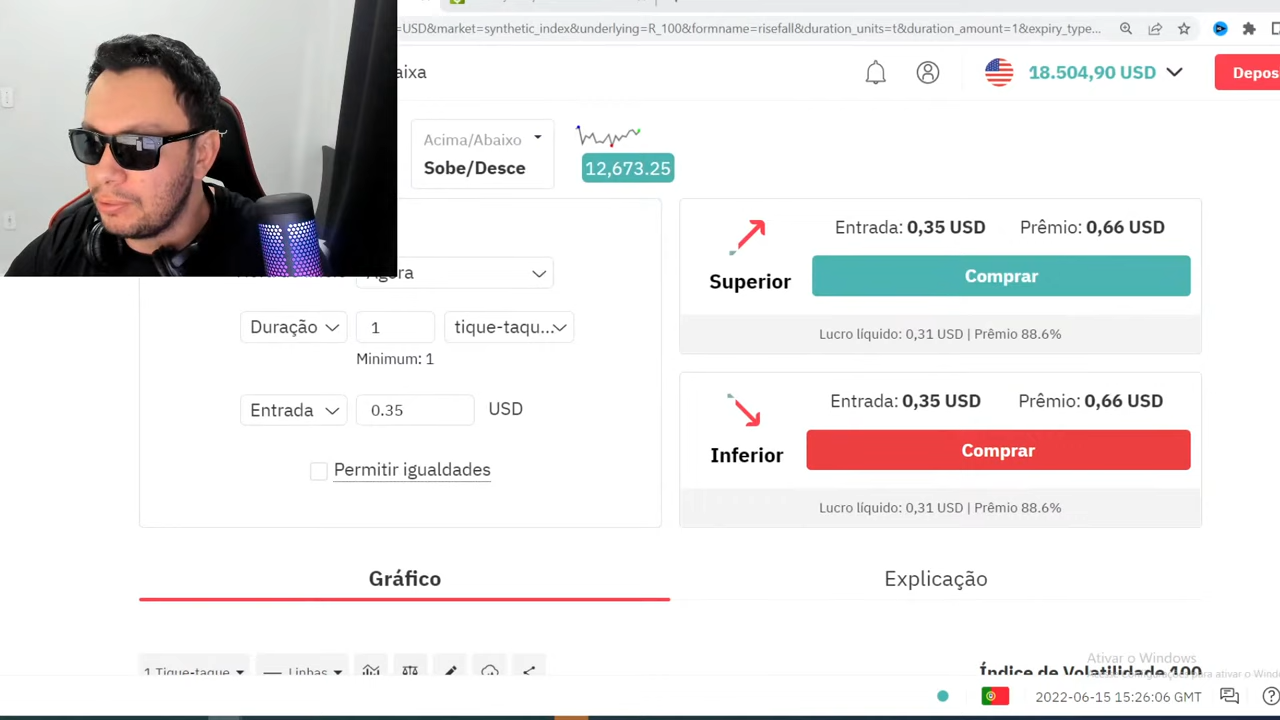 =USD&market=synthetic_index&underlying=R_100&formname=risefall&duration_units=t&duration_amount=1&expiry_type...
aixa
18.504,90 USD
Depos
Acima/Abaixo
Sobe/Desce
12,673.25
Agora
Duração
1
tique-taqu...
Minimum: 1
Entrada
0.35
USD
Permitir igualdades
Entrada: 0,35 USD
Prêmio: 0,66 USD
Superior
Comprar
Lucro líquido: 0,31 USD | Prêmio 88.6%
Entrada: 0,35 USD
Prêmio: 0,66 USD
Inferior
Comprar
Lucro líquido: 0,31 USD | Prêmio 88.6%
Gráfico
Explicação
1 Tique-taque
Linhas
Índice de Volatilidade 100
Ativar o Windows
configurações para ativar o Windo
2022-06-15 15:26:06 GMT